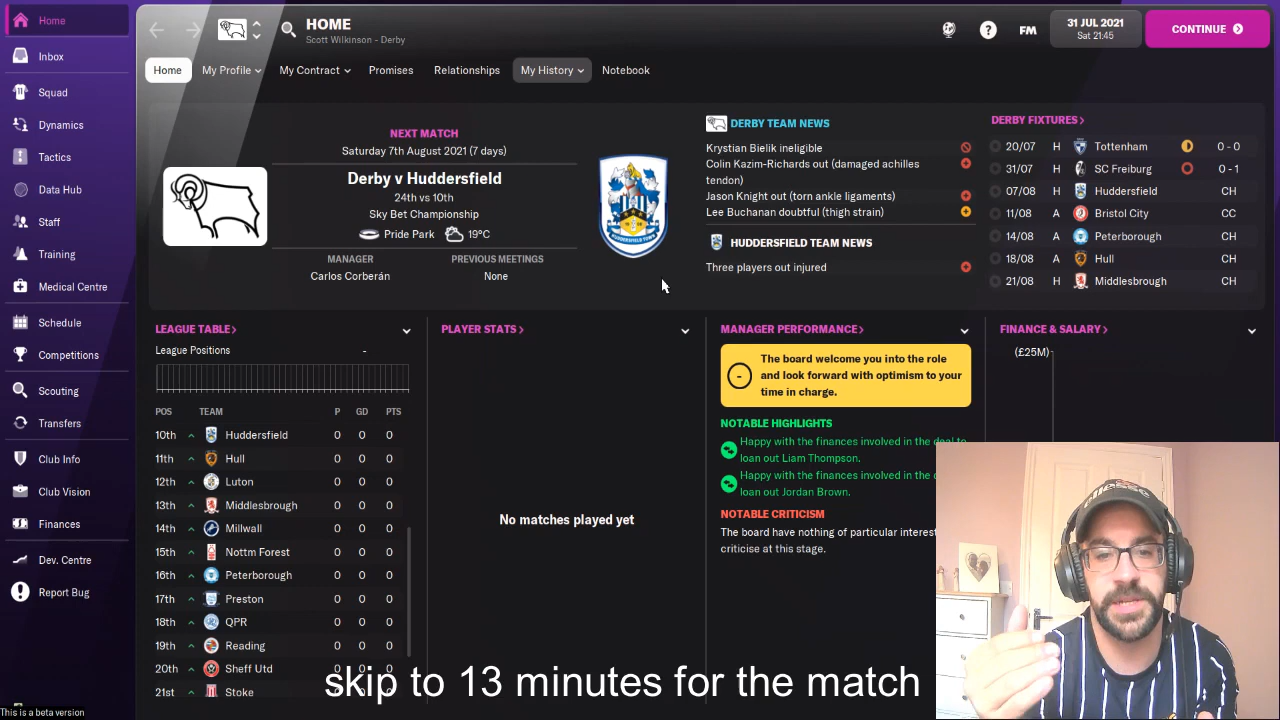 Home
HOME
Scott Wilkinson - Derby
FM
31 JUL 2021
Sat 21:45
CONTINUE
Inbox
Squad
Dynamics
Tactics
Data Hub
Staff
Training
Medical Centre
Schedule
Competitions
Scouting
Transfers
Club Info
Club Vision
Finances
Dev. Centre
Report Bug
This is a beta version
Home My Profile My Contract Promises Relationships My History Notebook
NEXT MATCH
Saturday 7th August 2021 (7 days)
Derby v Huddersfield
24th vs 10th
Sky Bet Championship
Pride Park 19°C
MANAGER PREVIOUS MEETINGS
Carlos Corberán None
HUDDERSFIELD TOWN
DERBY TEAM NEWS
Krystian Bielik ineligible
Colin Kazim-Richards out (damaged achilles
tendon)
Jason Knight out (torn ankle ligaments)
Lee Buchanan doubtful (thigh strain)
HUDDERSFIELD TEAM NEWS
Three players out injured
DERBY FIXTURES>
20/07 H Tottenham 0 - 0
31/07 H SC Freiburg 0 - 1
07/08 H Huddersfield CH
11/08 A Bristol City CC
14/08 A Peterborough CH
18/08 A Hull CH
21/08 H Middlesbrough CH
LEAGUE TABLE>
League Positions -
POS TEAM P GD PTS
10th Huddersfield 0 0 0
11th Hull 0 0 0
12th Luton 0 0 0
13th Middlesbrough 0 0 0
14th Millwall 0 0 0
15th Nottm Forest 0 0 0
16th Peterborough 0 0 0
17th Preston 0 0 0
18th QPR 0 0 0
19th Reading 0 0 0
20th Sheff Utd 0 0 0
21st Stoke 0 0
PLAYER STATS>
No matches played yet
MANAGER PERFORMANCE>
The board welcome you into the role
and look forward with optimism to your
time in charge.
NOTABLE HIGHLIGHTS
Happy with the finances involved in the deal to
loan out Liam Thompson.
Happy with the finances involved in the
loan out Jordan Brown.
NOTABLE CRITICISM
The board have nothing of particular interest
criticise at this stage.
FINANCE & SALARY>
(£25M)
skip to 13 minutes for the match